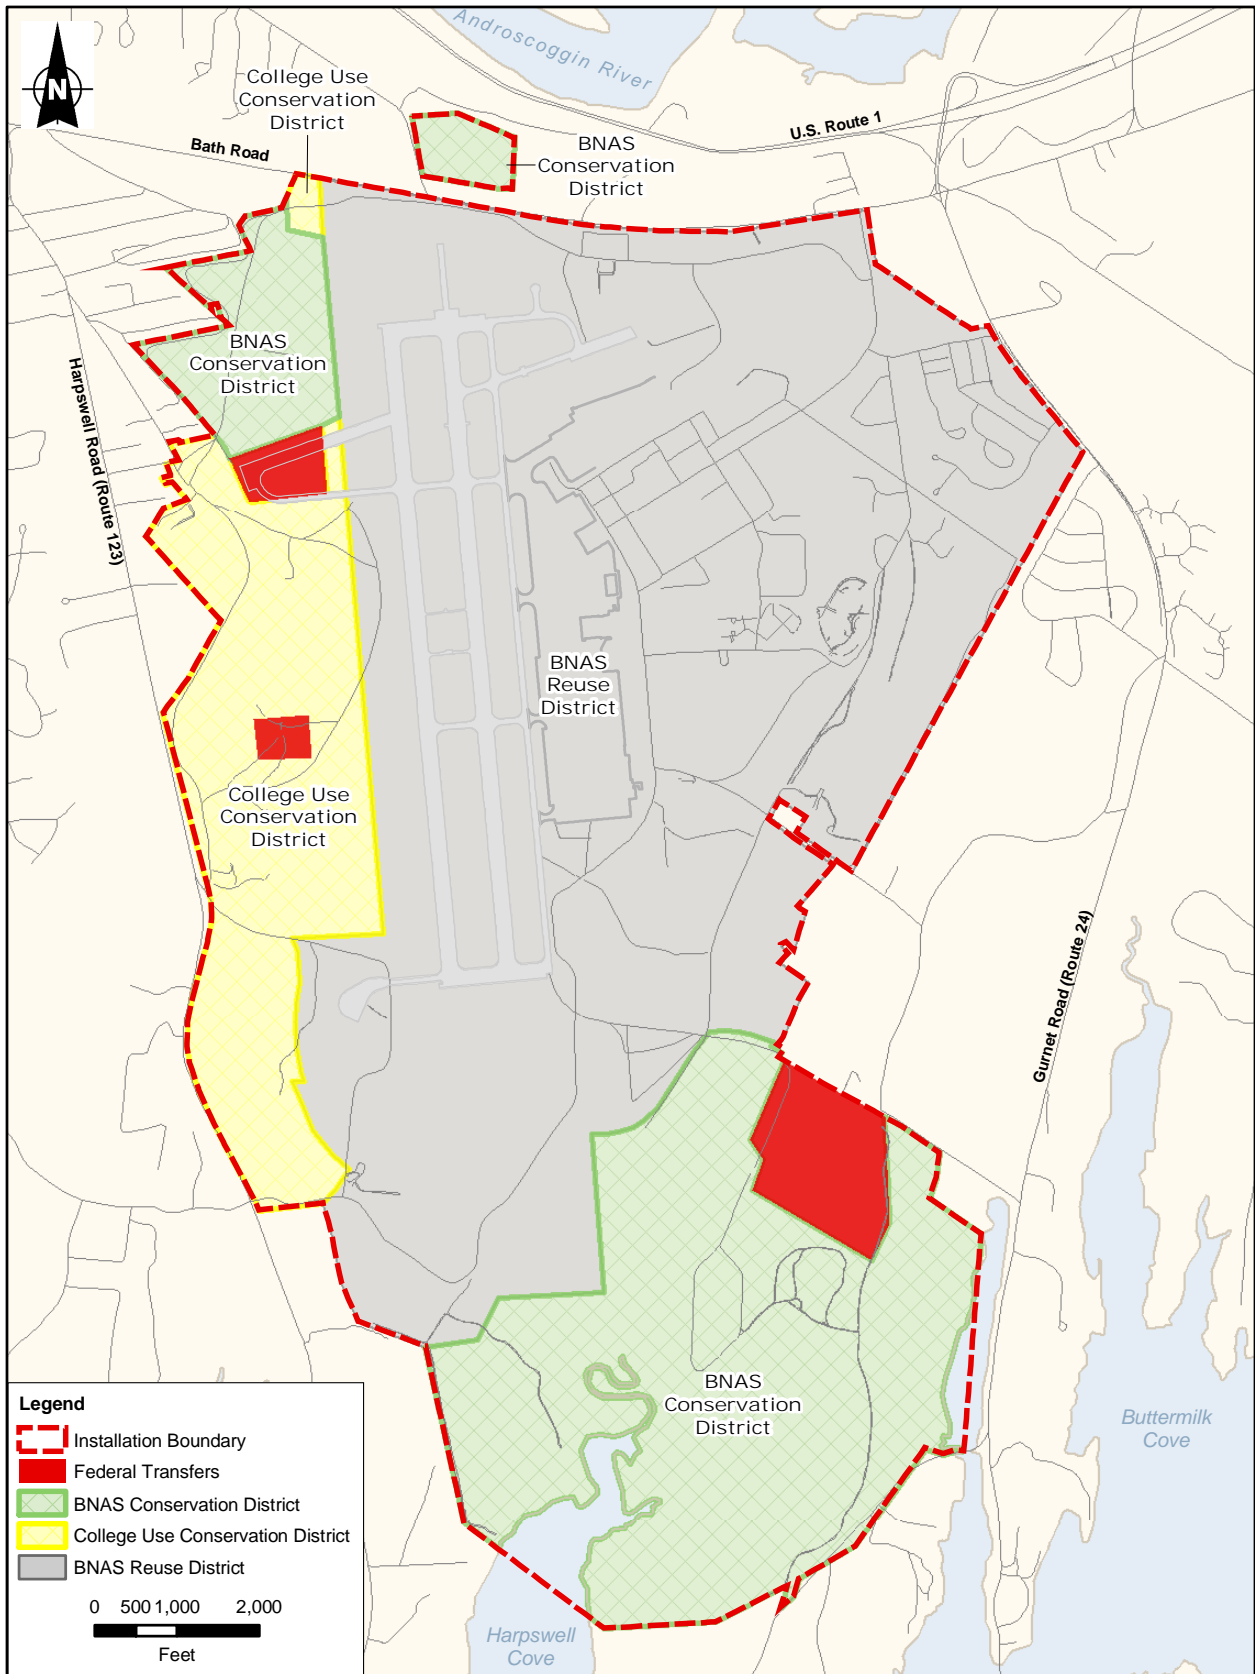 Androscoggin River
N
College Use
Conservation
District
U.S. Route 1
Bath Road
BNAS
Conservation
District
BNAS
Conservation
District
Harpswell Road (Route 123)
BNAS
Reuse
District
College Use
Conservation
District
Gurnet Road (Route 24)
BNAS
Conservation
District
Buttermilk
Cove
Harpswell
Cove
Legend
Installation Boundary
Federal Transfers
BNAS Conservation District
College Use Conservation District
BNAS Reuse District
0 500 1,000 2,000
Feet